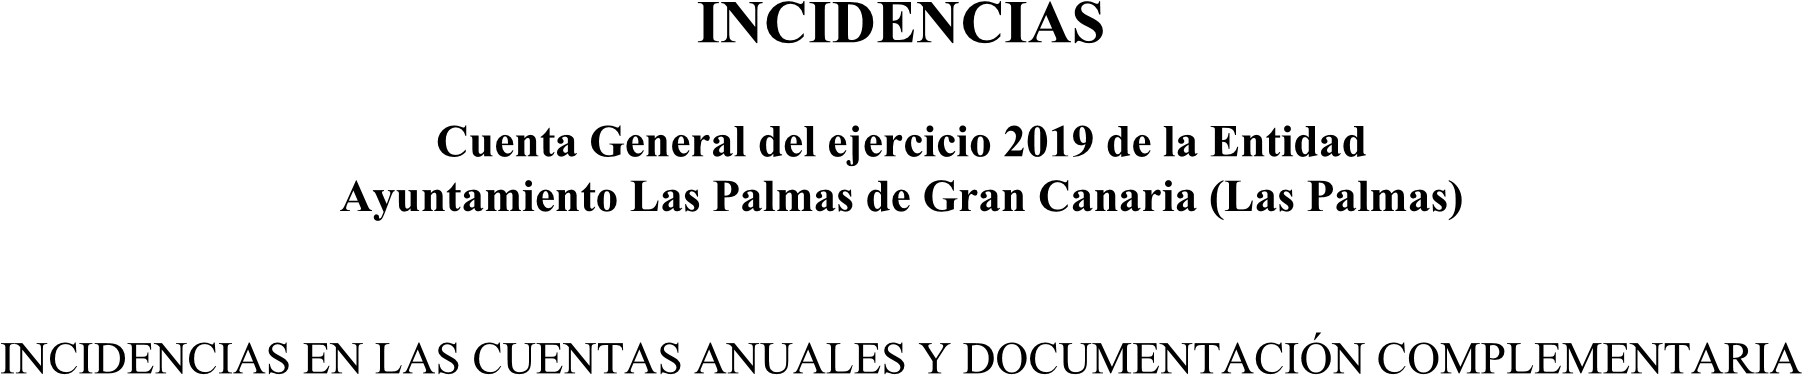 INCIDENCIAS
Cuenta General del ejercicio 2019 de la Entidad
Ayuntamiento Las Palmas de Gran Canaria (Las Palmas)
INCIDENCIAS EN LAS CUENTAS ANUALES Y DOCUMENTACIÓN COMPLEMENTARIA